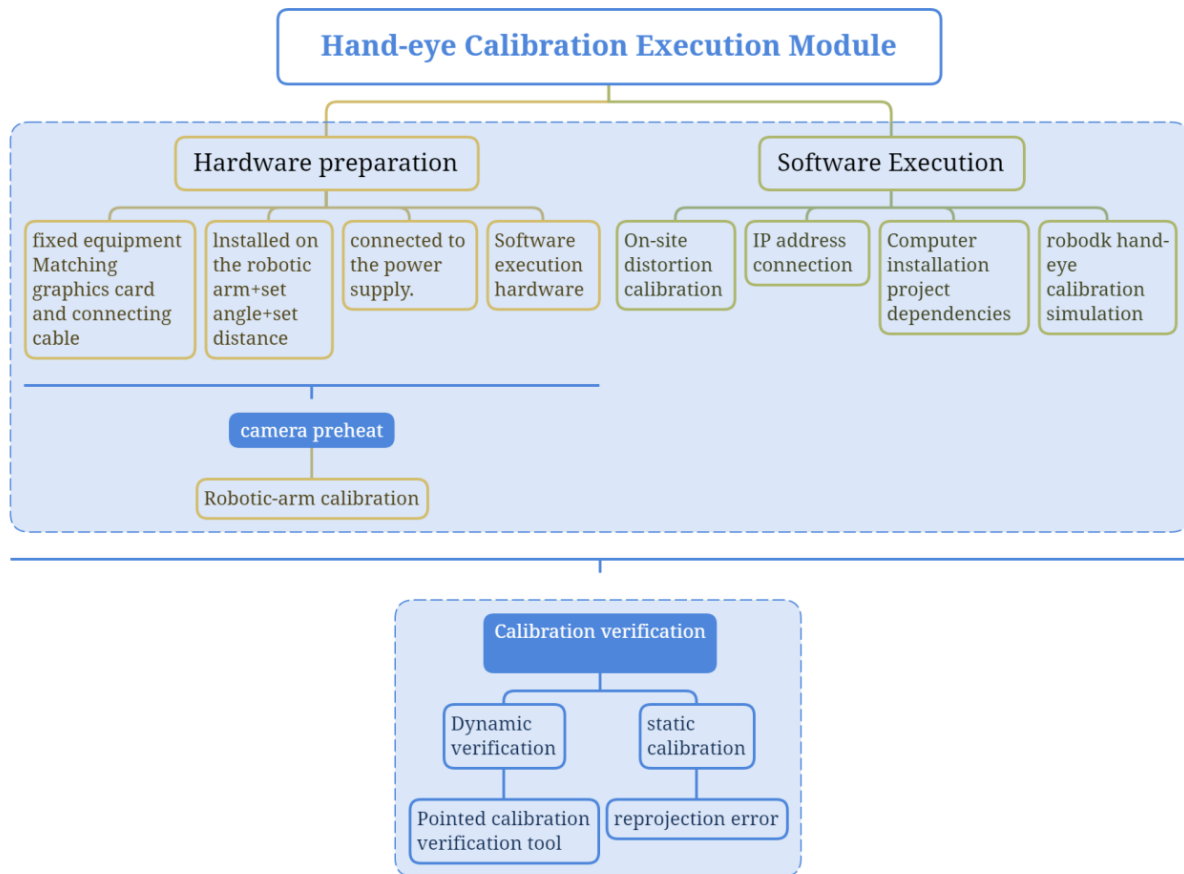 Hand-eye Calibration Execution Module
Hardware preparation
Software Execution
fixed equipment
Matching
graphics card
and connecting
cable
lnstalled on
the robotic
arm+set
angle+set
distance
connected to
the power
supply.
Software
execution
hardware
On-site
distortion
calibration
IP address
connection
Computer
installation
project
dependencies
robodk hand-
eye
calibration
simulation
camera preheat
Robotic-arm calibration
Calibration verification
Dynamic
verification
static
calibration
Pointed calibration
verification tool
reprojection error